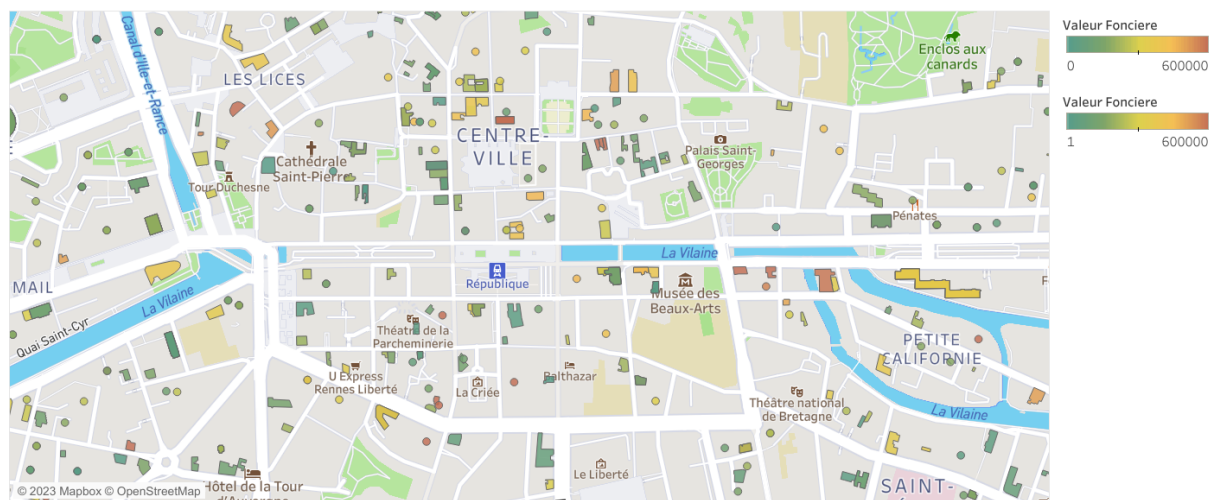 Canal d'Ille-et-Rance
LES LICES
Enclos aux
canards
Valeur Fonciere
0
600000
Valeur Fonciere
1
600000
CENTRE-
VILLE
Cathédrale
Saint-Pierre
Tour Duchesne
Palais Saint-
Georges
Pénates
La Vilaine
MAIL
République
La Vilaine
Musée des
Beaux-Arts
Quai Saint-Cyr
Théatre de la
Parcheminerie
PETITE
CALIFORNIE
U Express
Rennes Liberté
La Criée
Balthazar
Théâtre national
de Bretagne
La Vilaine
Le Liberté
Hôtel de la Tour
d'Auvergne
SAINT-
© 2023 Mapbox © OpenStreetMap